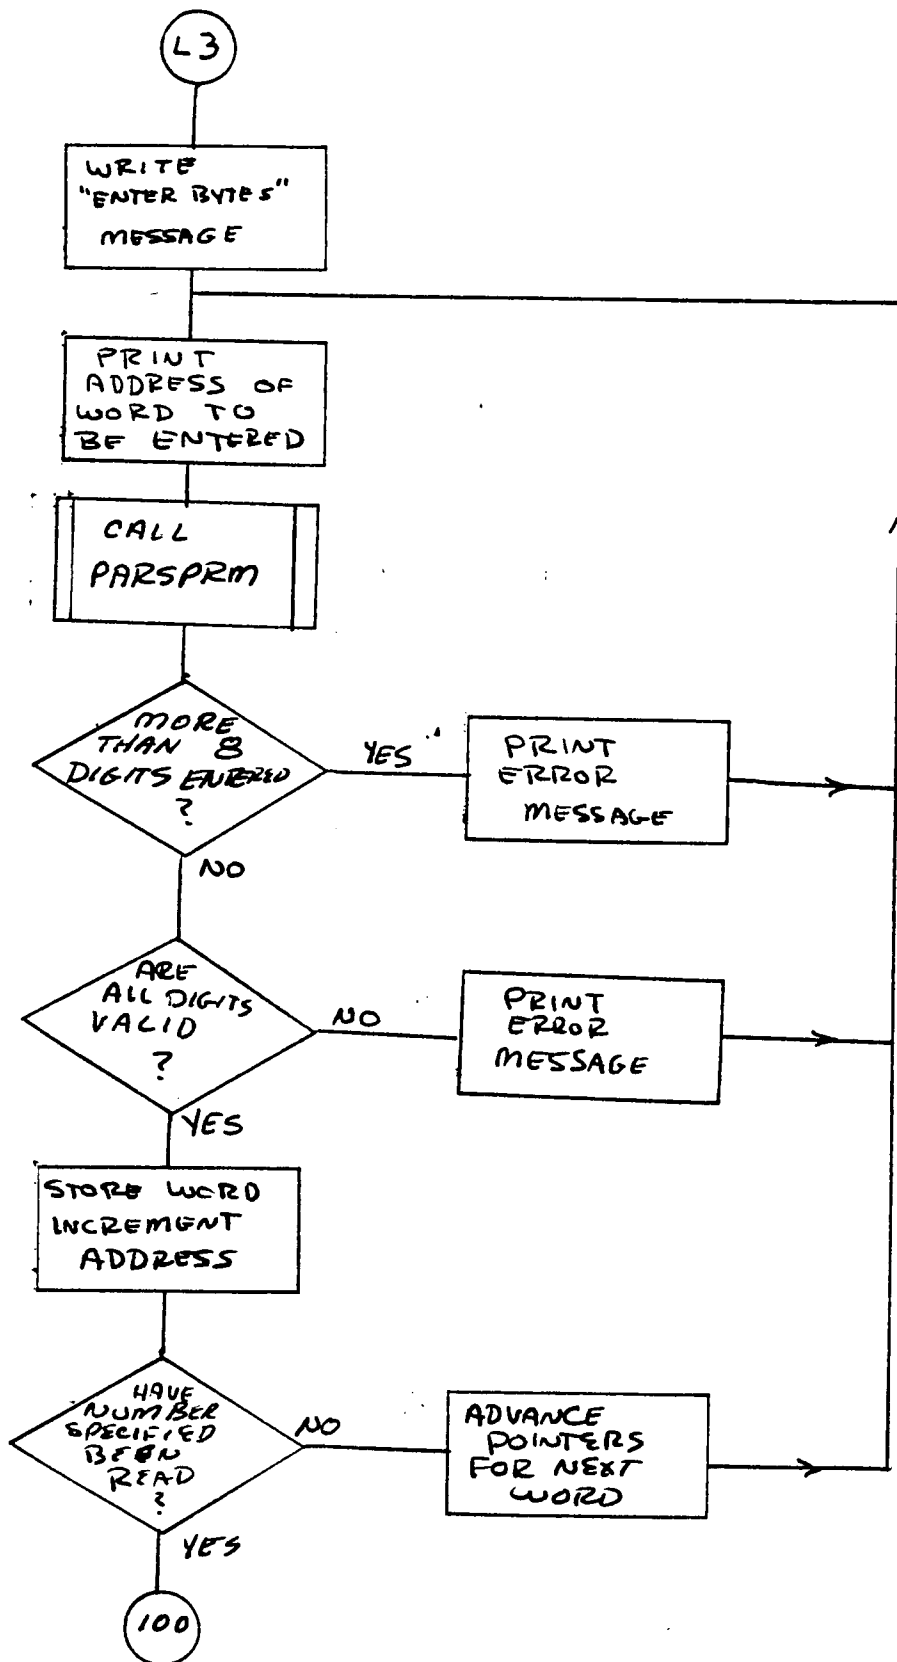 L3
WRITE
"ENTER BYTES"
MESSAGE
PRINT
ADDRESS OF
WORD TO
BE ENTERED
CALL
PARSPRM
MORE
THAN 8
DIGITS ENTERED
?
YES
PRINT
ERROR
MESSAGE
NO
ARE
ALL DIGITS
VALID
?
NO
PRINT
ERROR
MESSAGE
YES
STORE WORD
INCREMENT
ADDRESS
HAVE
NUMBER
SPECIFIED
BEEN
READ
?
NO
ADVANCE
POINTERS
FOR NEXT
WORD
YES
100